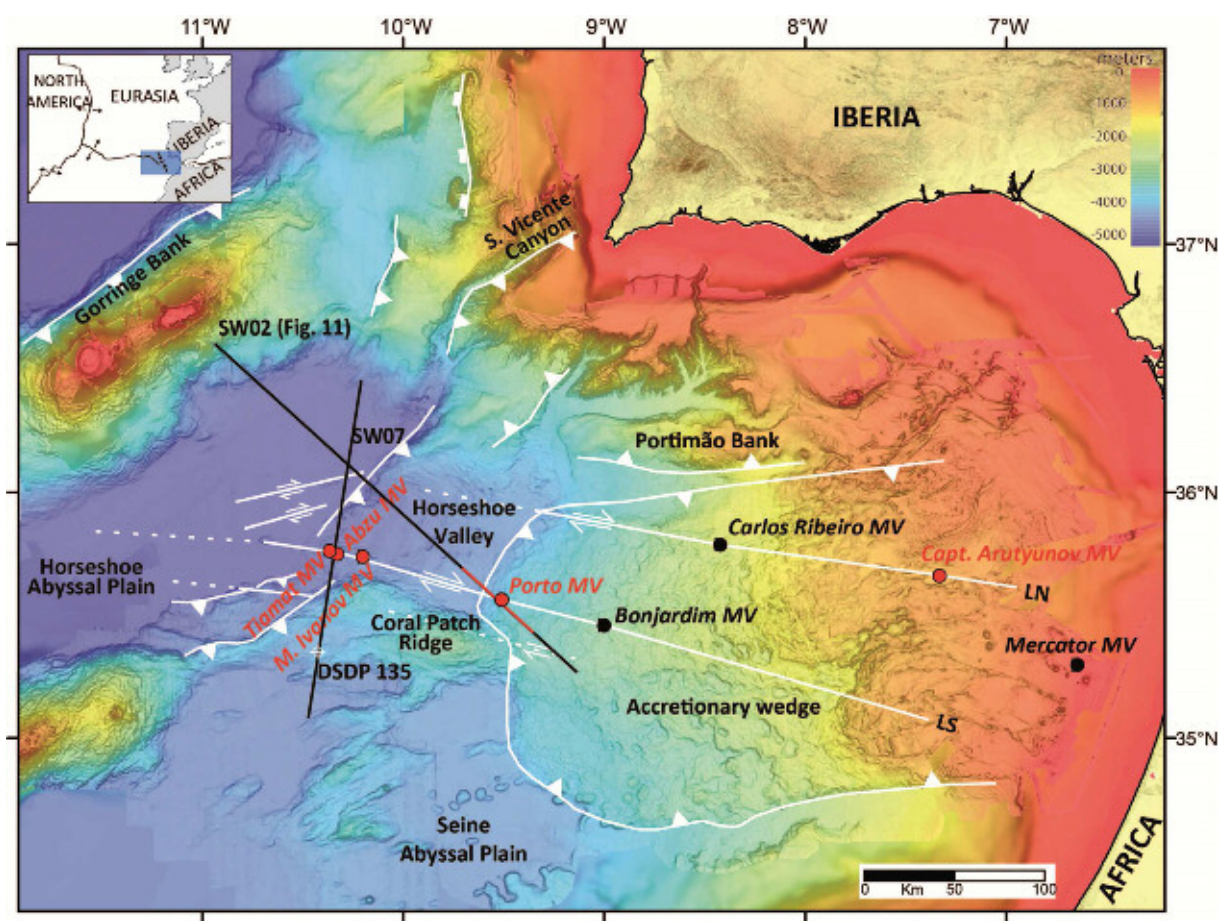 11°W
10°W
9°W
8°W
7°W
NORTH
AMERICA
EURASIA
IBERIA
AFRICA
IBERIA
meters
0
-1000
-2000
-3000
-4000
-5000
37°N
S. Vicente
Canyon
Gorringe Bank
SW02 (Fig. 11)
SW07
Portimão Bank
36°N
Horseshoe
Valley
Carlos Ribeiro MV
Capt. Arutyunov MV
Horseshoe
Abyssal Plain
Tiamat MV
Abzu MV
M. Ivanov MV
Porto MV
LN
Bonjardim MV
Coral Patch
Ridge
Mercator MV
DSDP 135
Accretionary wedge
LS
35°N
Seine
Abyssal Plain
0 Km 50 100
AFRICA